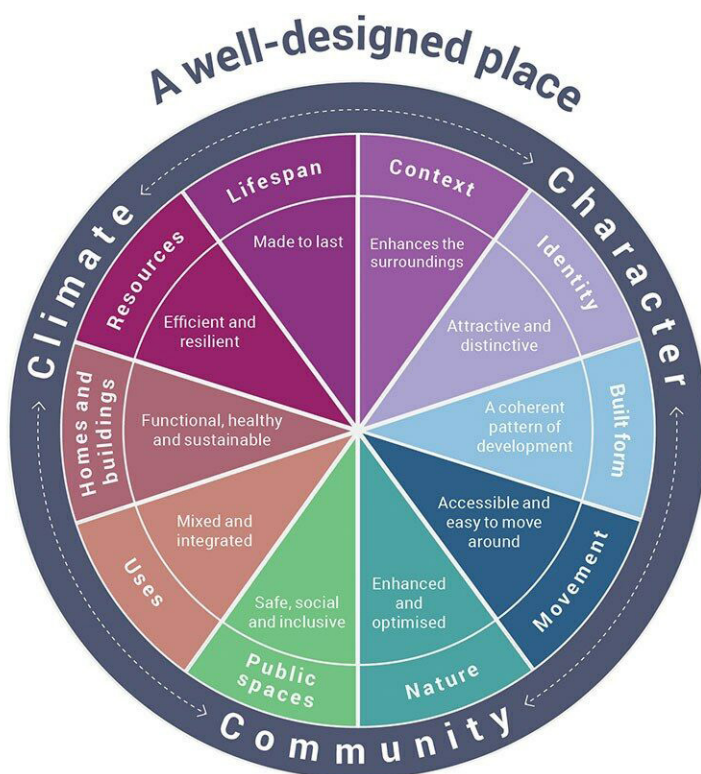 A well-designed place
Climate
Character
Community
Context
Enhances the
surroundings
Identity
Attractive and
distinctive
Built form
A coherent
pattern of
development
Movement
Accessible and
easy to move
around
Nature
Enhanced
and
optimised
Public
spaces
Safe, social
and inclusive
Uses
Mixed and
integrated
Homes and
buildings
Functional, healthy
and sustainable
Resources
Efficient and
resilient
Lifespan
Made to last